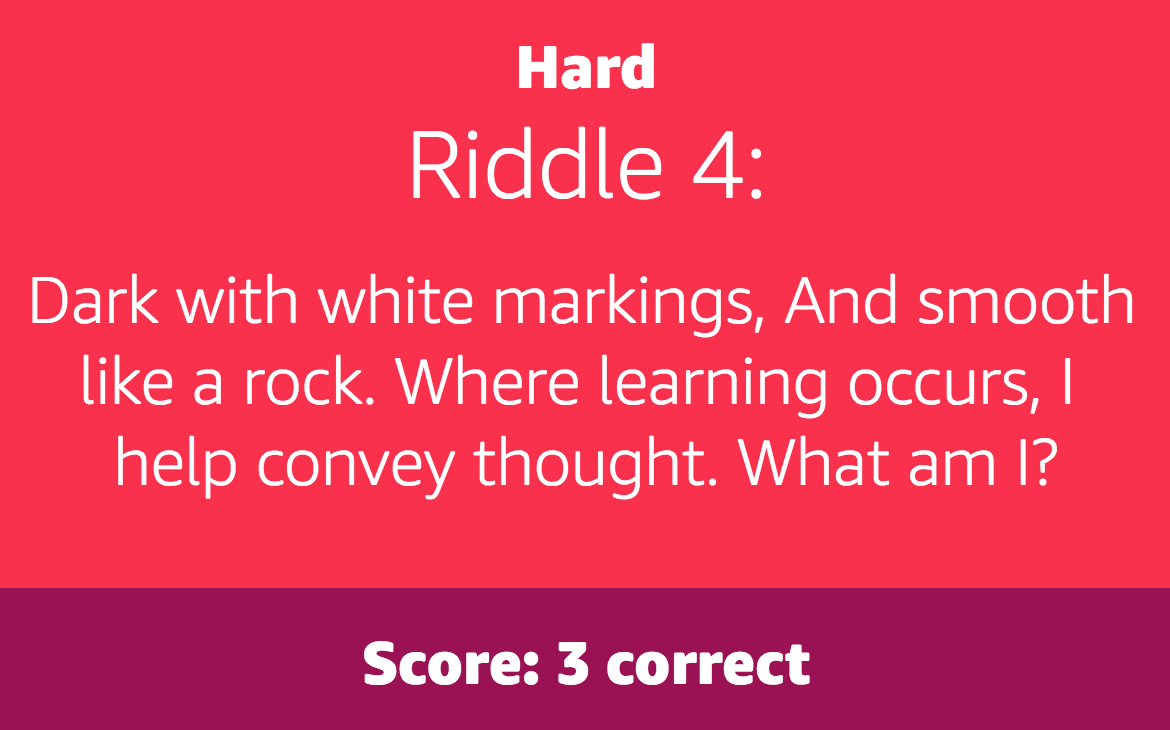 Hard
Riddle 4:
Dark with white markings, And smooth
like a rock. Where learning occurs, I
help convey thought. What am I?
Score: 3 correct